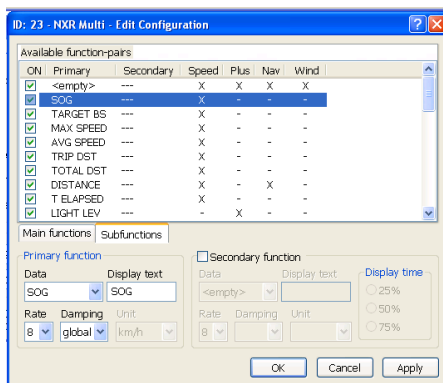 ID: 23 - NXR Multi - Edit Configuration
Available function-pairs
ON Primary Secondary Speed Plus Nav Wind
<empty> --- X X X X
SOG --- X - - -
TARGET BS --- X - - -
MAX SPEED --- X - - -
AVG SPEED --- X - - -
TRIP DST --- X - - -
TOTAL DST --- X - - -
DISTANCE --- X - X -
T ELAPSED --- X - - -
LIGHT LEV --- - X - -
Main functions Subfunctions
Primary function Secondary function
Data Display text Data Display text Display time
SOG SOG <empty> 25%
Rate Damping Unit Rate Damping Unit 50%
8 global km/h 8 75%
OK Cancel Apply